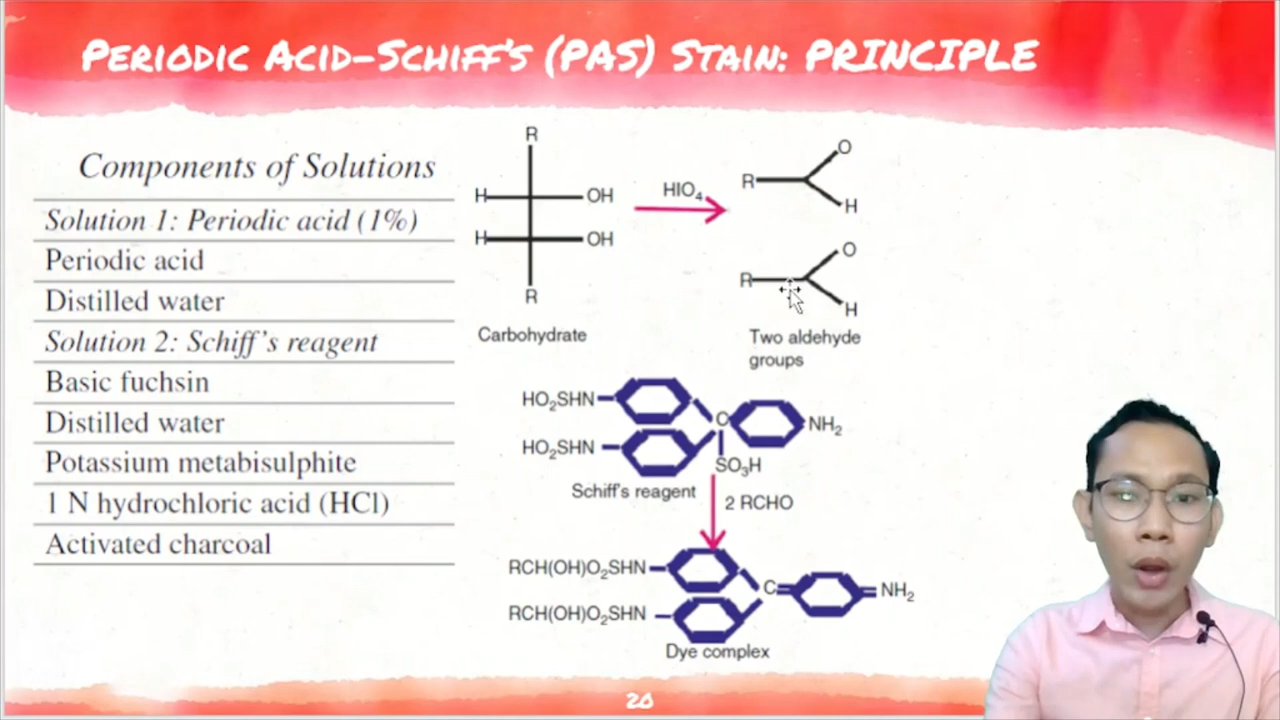 PERIODIC ACID-SCHIFF'S (PAS) STAIN: PRINCIPLE
Components of Solutions
Solution 1: Periodic acid (1%)
Periodic acid
Distilled water
Solution 2: Schiff's reagent
Basic fuchsin
Distilled water
Potassium metabisulphite
1 N hydrochloric acid (HCl)
Activated charcoal
R
H OH
H OH
R
Carbohydrate
HIO4
R O
H
R O
H
Two aldehyde
groups
HO2SHN
O NH2
HO2SHN
SO3H
Schiff's reagent
2 RCHO
RCH(OH)O2SHN
C NH2
RCH(OH)O2SHN
Dye complex
20